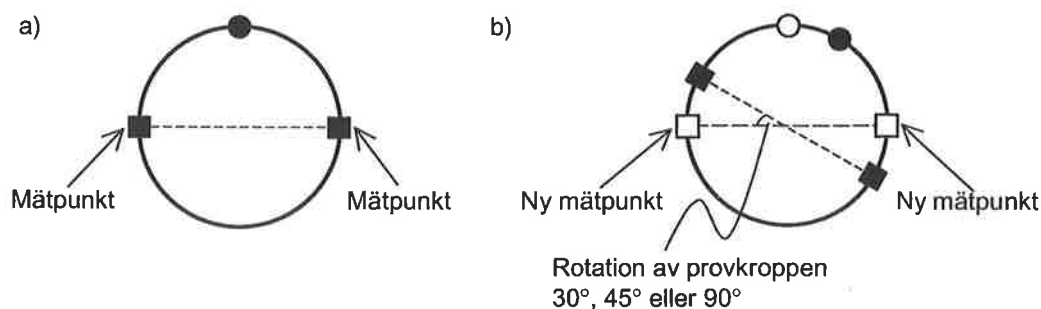 a)
Mätpunkt
Mätpunkt
b)
Ny mätpunkt
Ny mätpunkt
Rotation av provkroppen
30°, 45° eller 90°